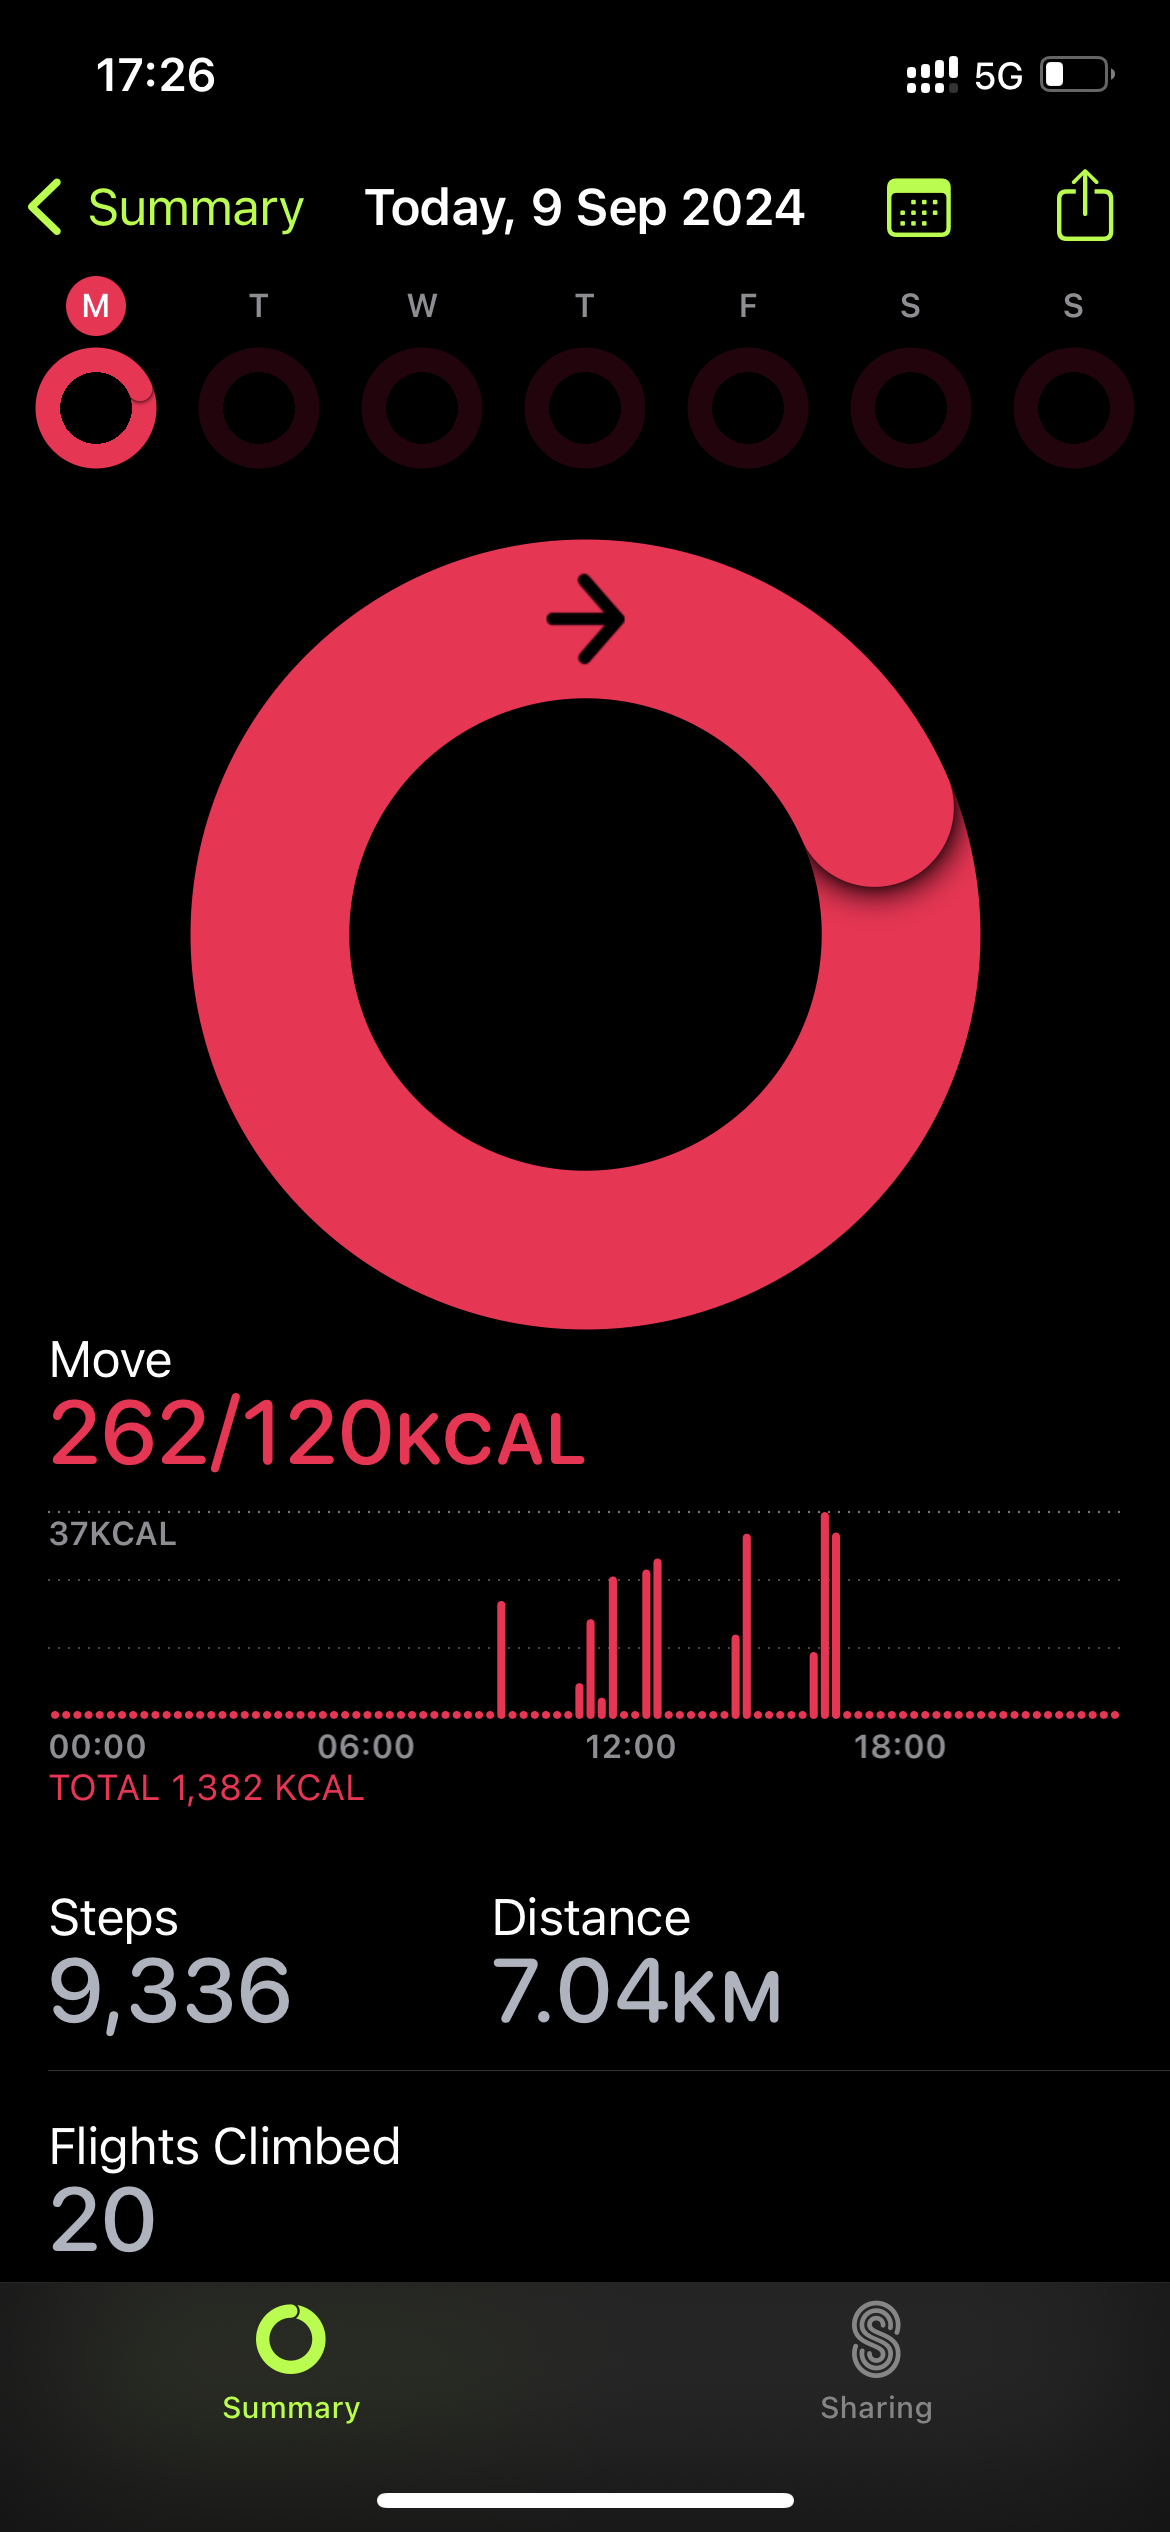 17:26 5G
Summary Today, 9 Sep 2024
M T W T F S S
Move
262/120KCAL
37KCAL
00:00 06:00 12:00 18:00
TOTAL 1,382 KCAL
Steps Distance
9,336 7.04KM
Flights Climbed
20
Summary Sharing